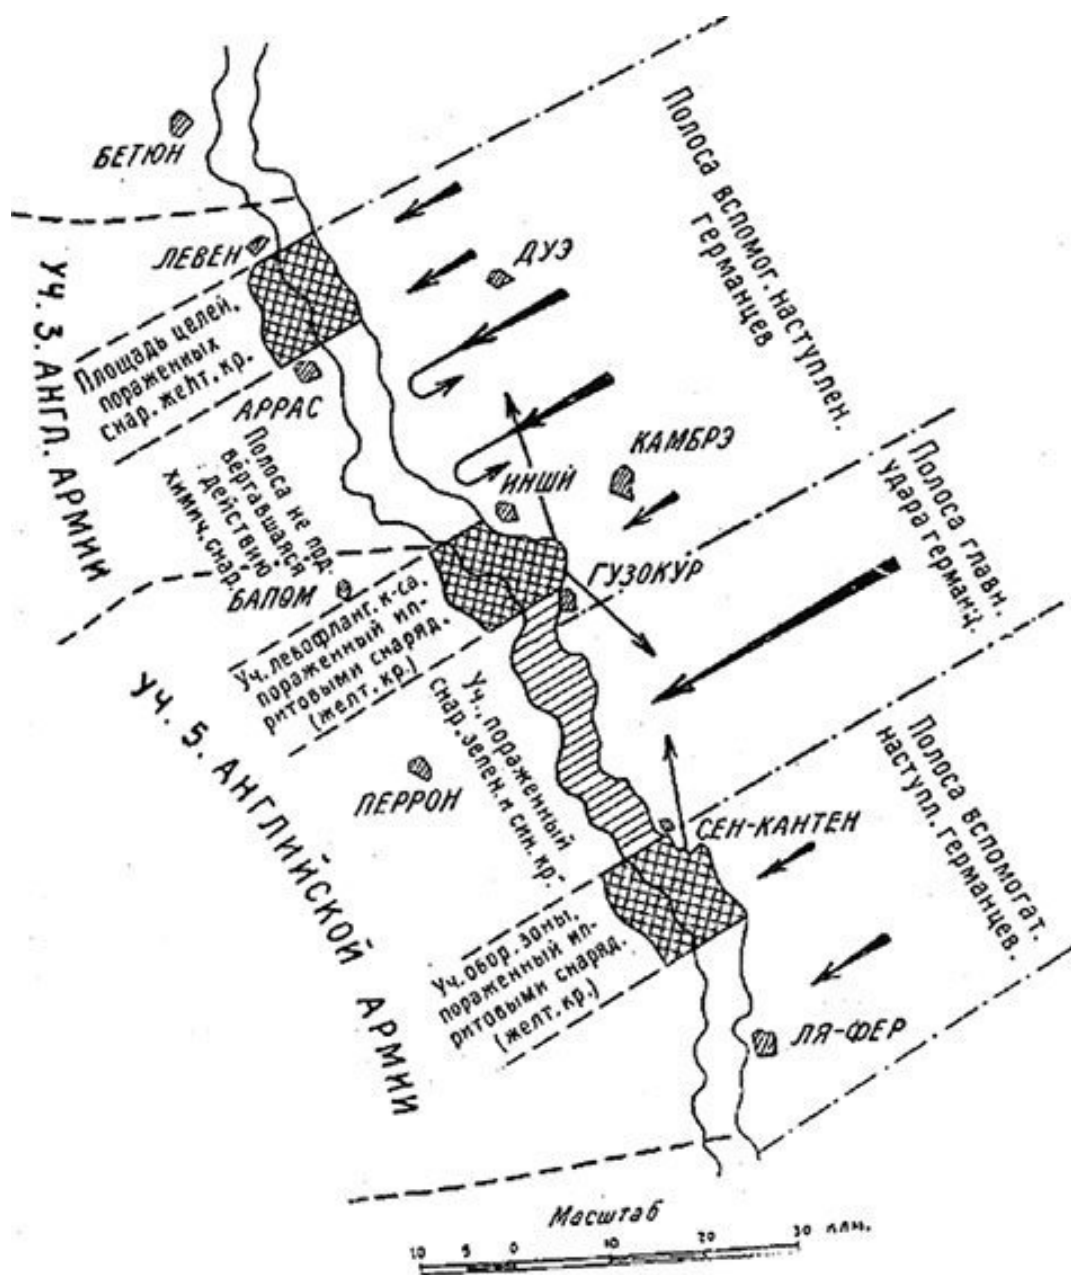 БЕТЮН
ЛЕВЕН
Уч. 3. АНГЛ. АРМИИ
Площадь целей,
пораженных
снар. желт. кр.
АРРАС
ДУЭ
Полоса вспомог. наступлен.
германцев
КАМБРЭ
ИНШИ
Полоса не под-
вергавшаяся
действию
химич. снар.
БАПОМ
ГУЗОКУР
Полоса главн.
удара германц.
Уч. левофланг. к-са,
пораженный ип-
ритовыми снаряд.
(желт. кр.)
Уч. 5. АНГЛИЙСКОЙ АРМИИ
Уч., пораженный
снар. зелен. и син. кр.
ПЕРРОН
СЕН-КАНТЕН
Полоса вспомогат.
наступл. германцев.
Уч. обор. зоны,
пораженный ип-
ритовыми снаряд.
(желт. кр.)
ЛЯ-ФЕР
Масштаб
10 5 0 10 20 30 клм.